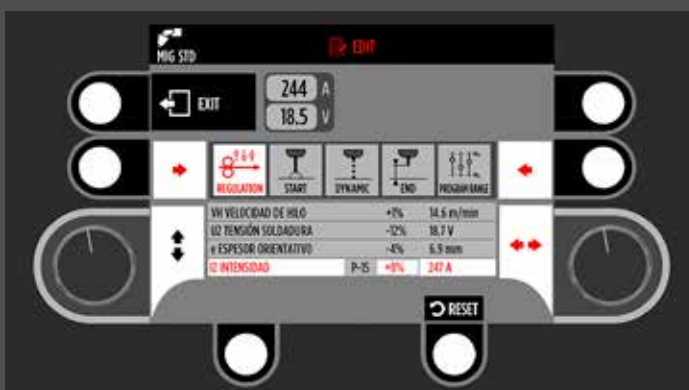 MIG STD
EDIT
EXIT
244 A
18.5 V
REGULATION START DYNAMIC END PROGRAM RANGE
VH VELOCIDAD DE HILO +1% 14.6 m/min
U2 TENSIÓN SOLDADURA -12% 18,7 V
e ESPESOR ORIENTATIVO -4% 6.9 mm
I2 INTENSIDAD P-15 +8% 247 A
RESET